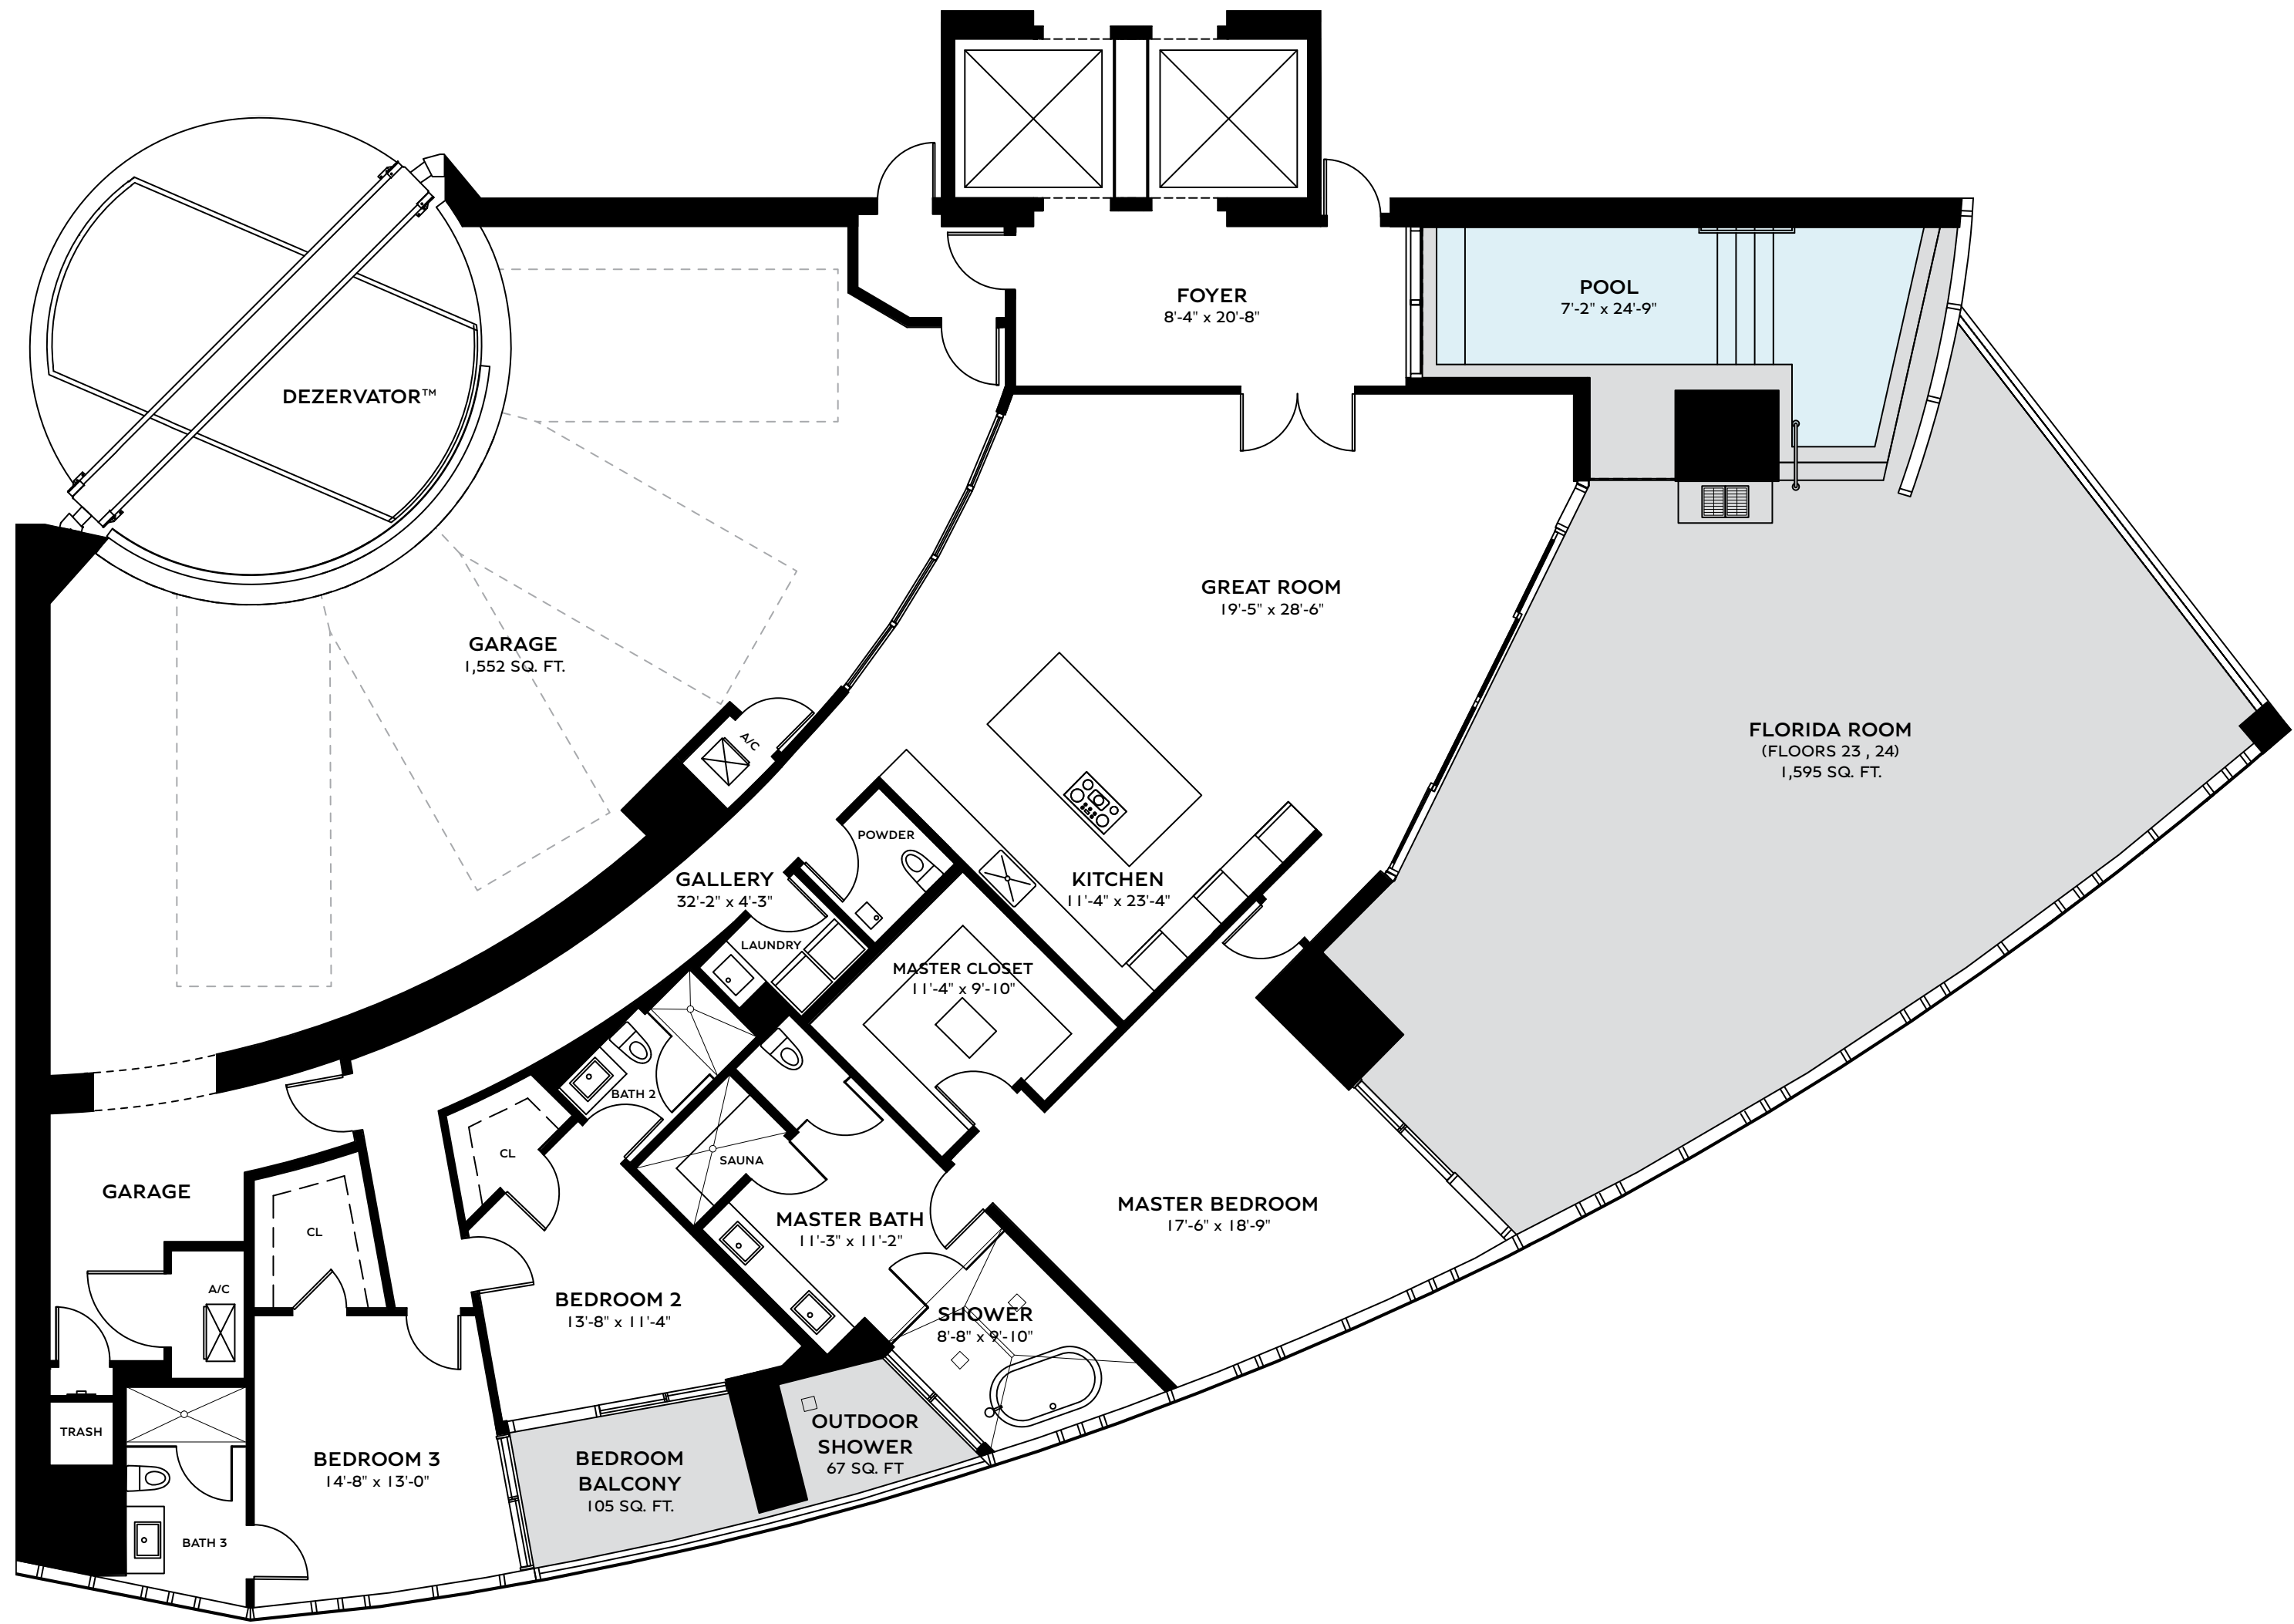 FOYER
8'-4" x 20'-8"
POOL
7'-2" x 24'-9"
DEZERVATOR™
GREAT ROOM
19'-5" x 28'-6"
GARAGE
1,552 SQ. FT.
FLORIDA ROOM
(FLOORS 23 , 24)
1,595 SQ. FT.
A/C
POWDER
GALLERY
32'-2" x 4'-3"
KITCHEN
11'-4" x 23'-4"
LAUNDRY
MASTER CLOSET
11'-4" x 9'-10"
BATH 2
CL
SAUNA
GARAGE
CL
MASTER BATH
11'-3" x 11'-2"
MASTER BEDROOM
17'-6" x 18'-9"
A/C
BEDROOM 2
13'-8" x 11'-4"
SHOWER
8'-8" x 9'-10"
TRASH
BEDROOM 3
14'-8" x 13'-0"
BEDROOM
BALCONY
105 SQ. FT.
OUTDOOR
SHOWER
67 SQ. FT
BATH 3